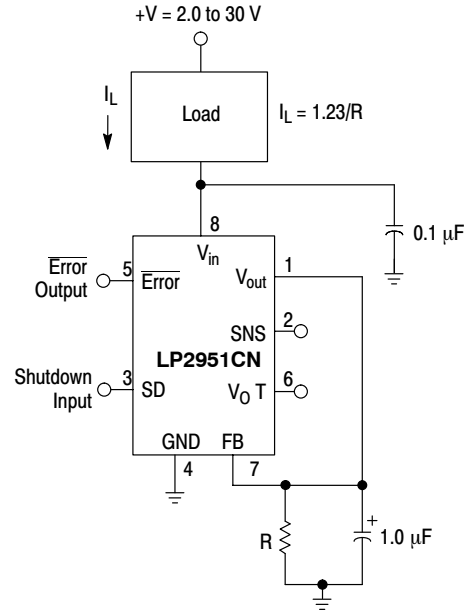 +V = 2.0 to 30 V
I_L
Load
I_L = 1.23/R
8
0.1 µF
V_in
Error
Output
5
Error
V_out
1
SNS
2
LP2951CN
Shutdown
Input
3
SD
V_O T
6
GND
FB
4
7
R
+
1.0 µF